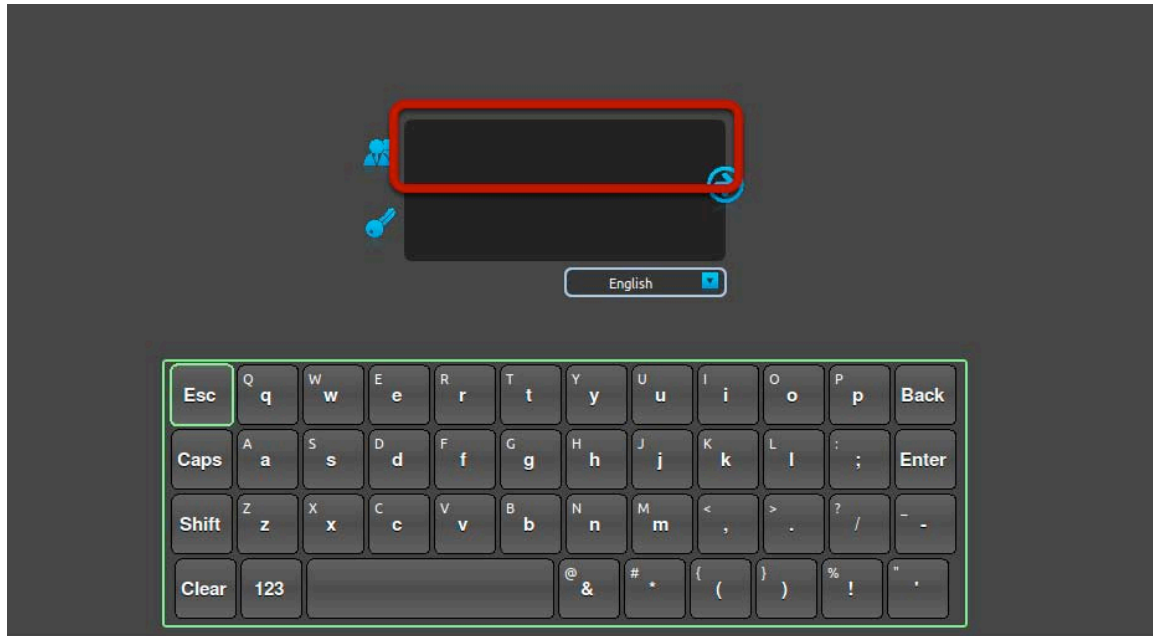 English
Esc Q q W w E e R r T t Y y U u I i O o P p Back
Caps A a S s D d F f G g H h J j K k L l : ; Enter
Shift Z z X x C c V v B b N n M m < , > . ? / _ -
Clear 123 @ & # * { ( } ) % ! " '